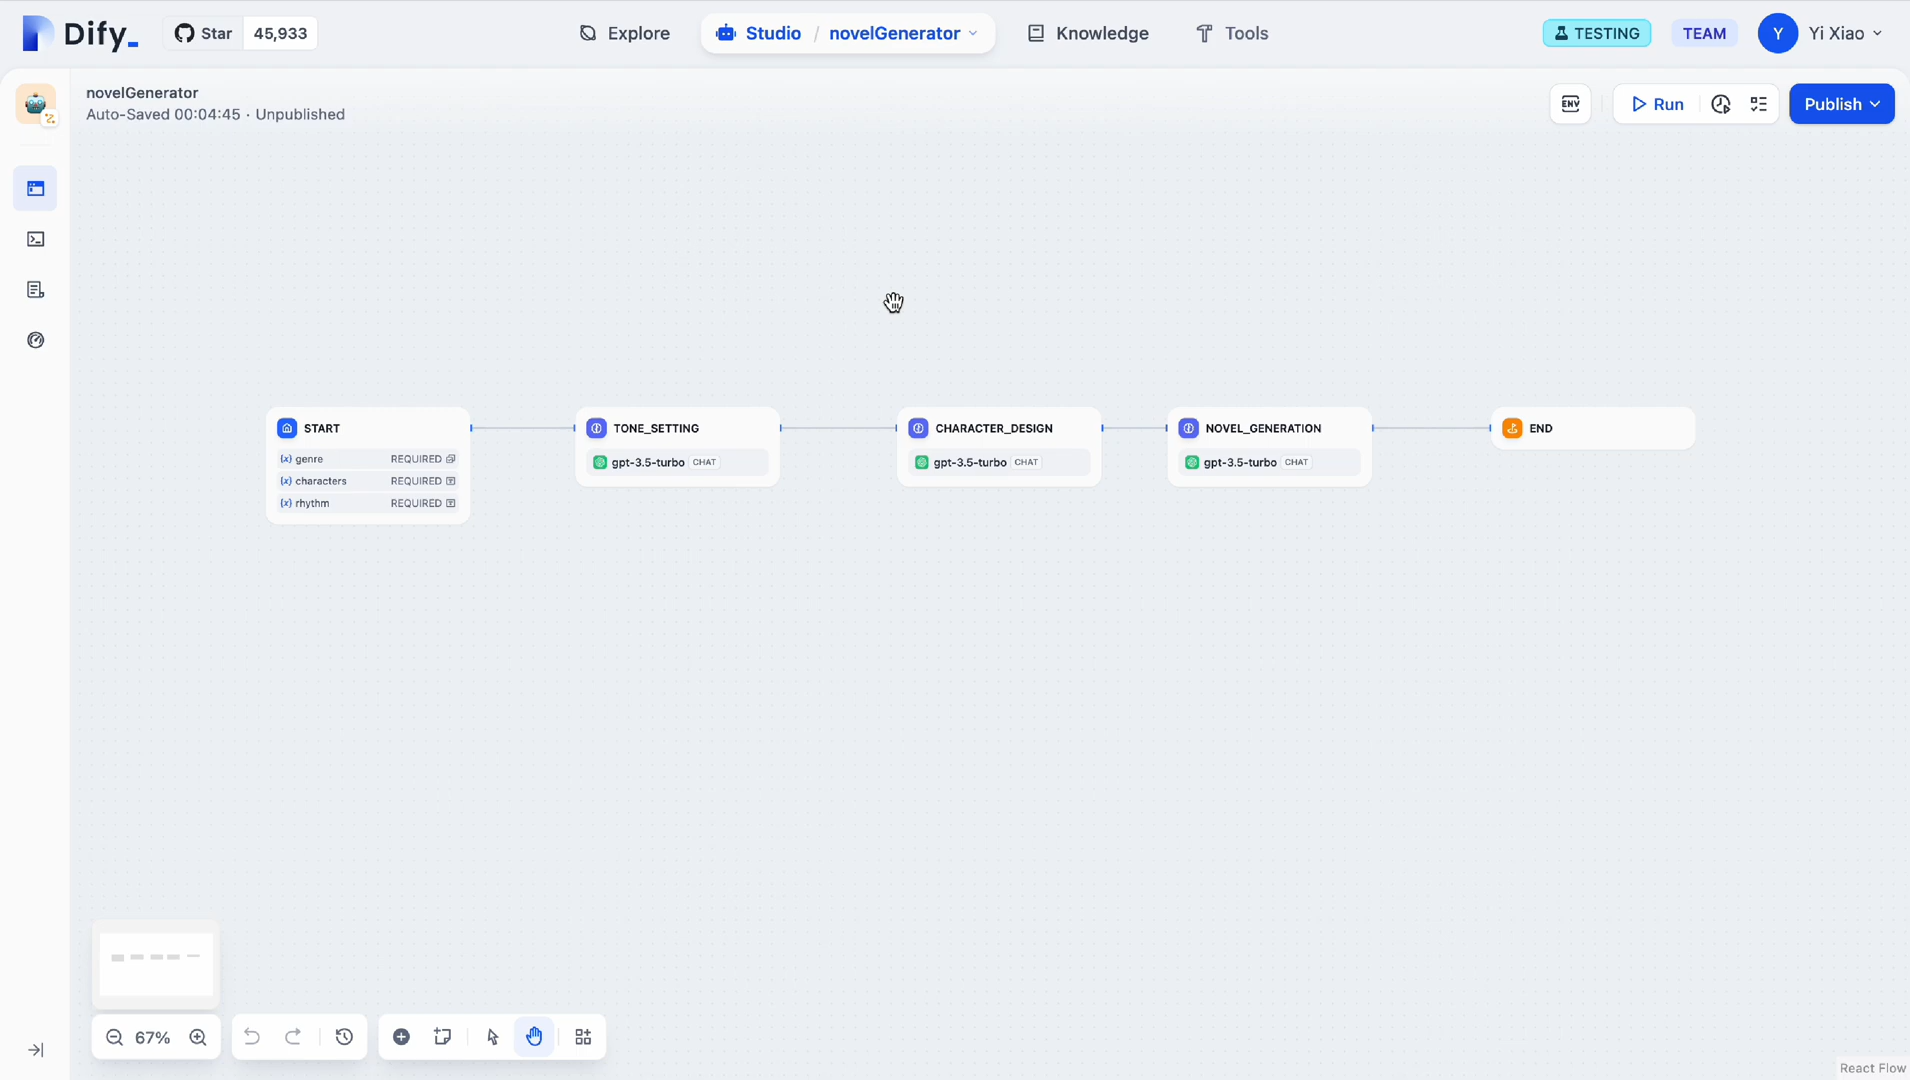 Dify_
Star 45,933
Explore
Studio / novelGenerator
Knowledge
Tools
TESTING
TEAM
Y
Yi Xiao
novelGenerator
Auto-Saved 00:04:45 · Unpublished
ENV
Run
Publish
START
{x} genre REQUIRED
{x} characters REQUIRED
{x} rhythm REQUIRED
TONE_SETTING
gpt-3.5-turbo CHAT
CHARACTER_DESIGN
gpt-3.5-turbo CHAT
NOVEL_GENERATION
gpt-3.5-turbo CHAT
END
67%
React Flow